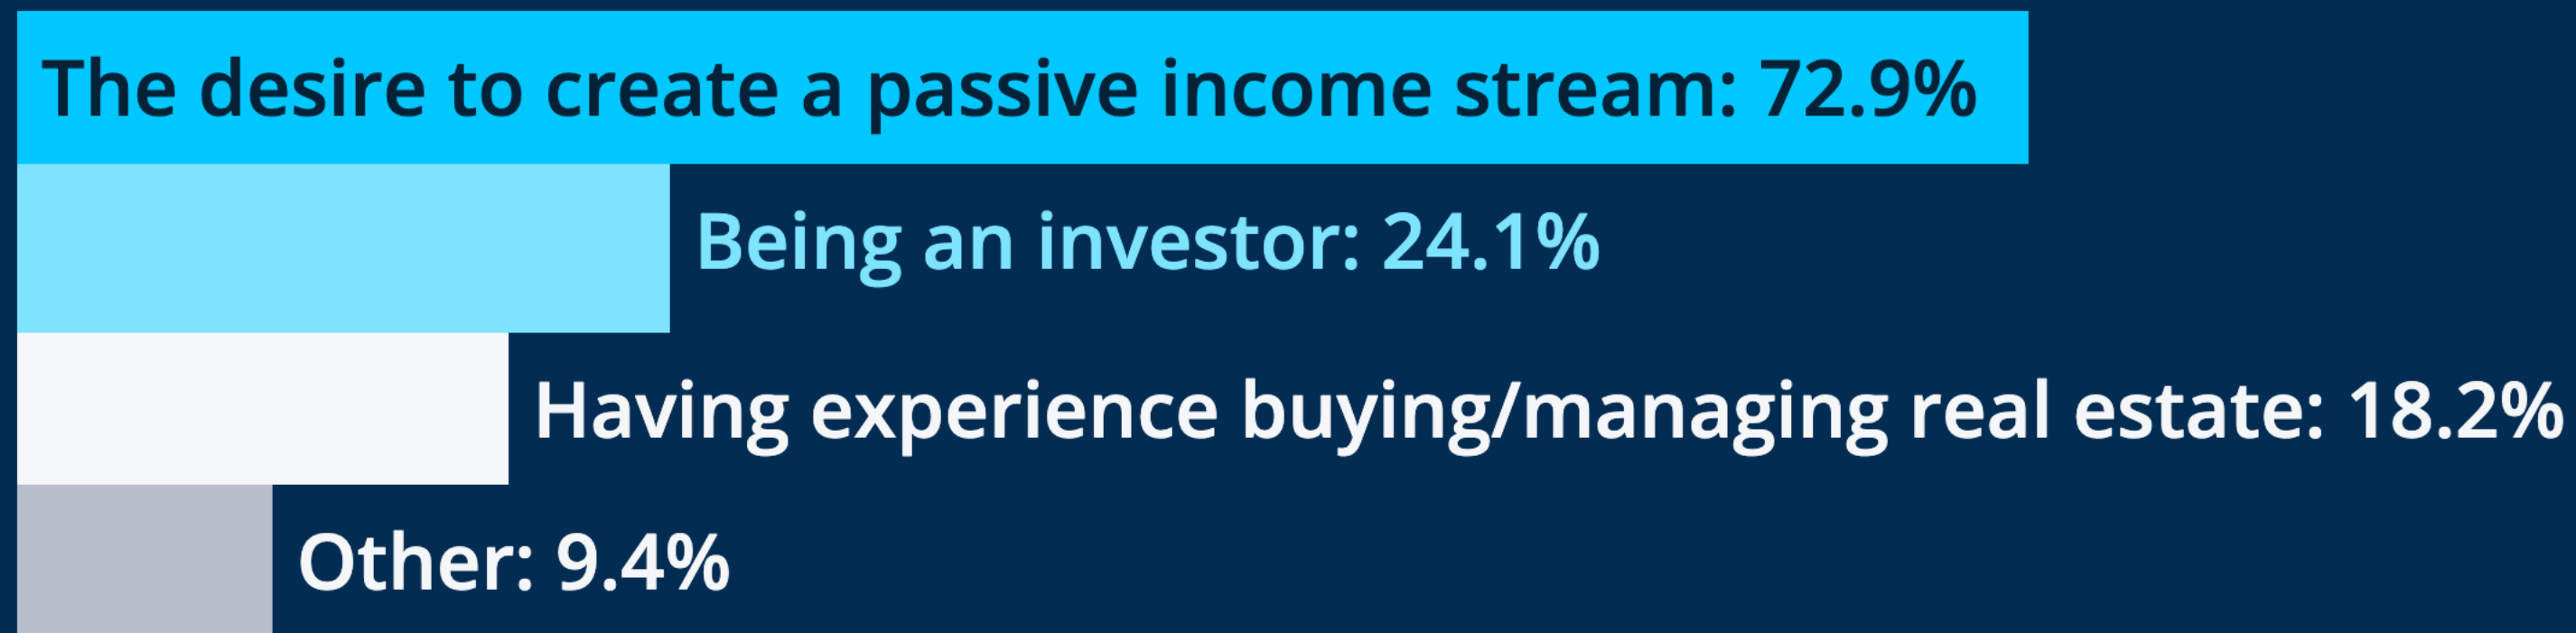 The desire to create a passive income stream: 72.9%
Being an investor: 24.1%
Having experience buying/managing real estate: 18.2%
Other: 9.4%